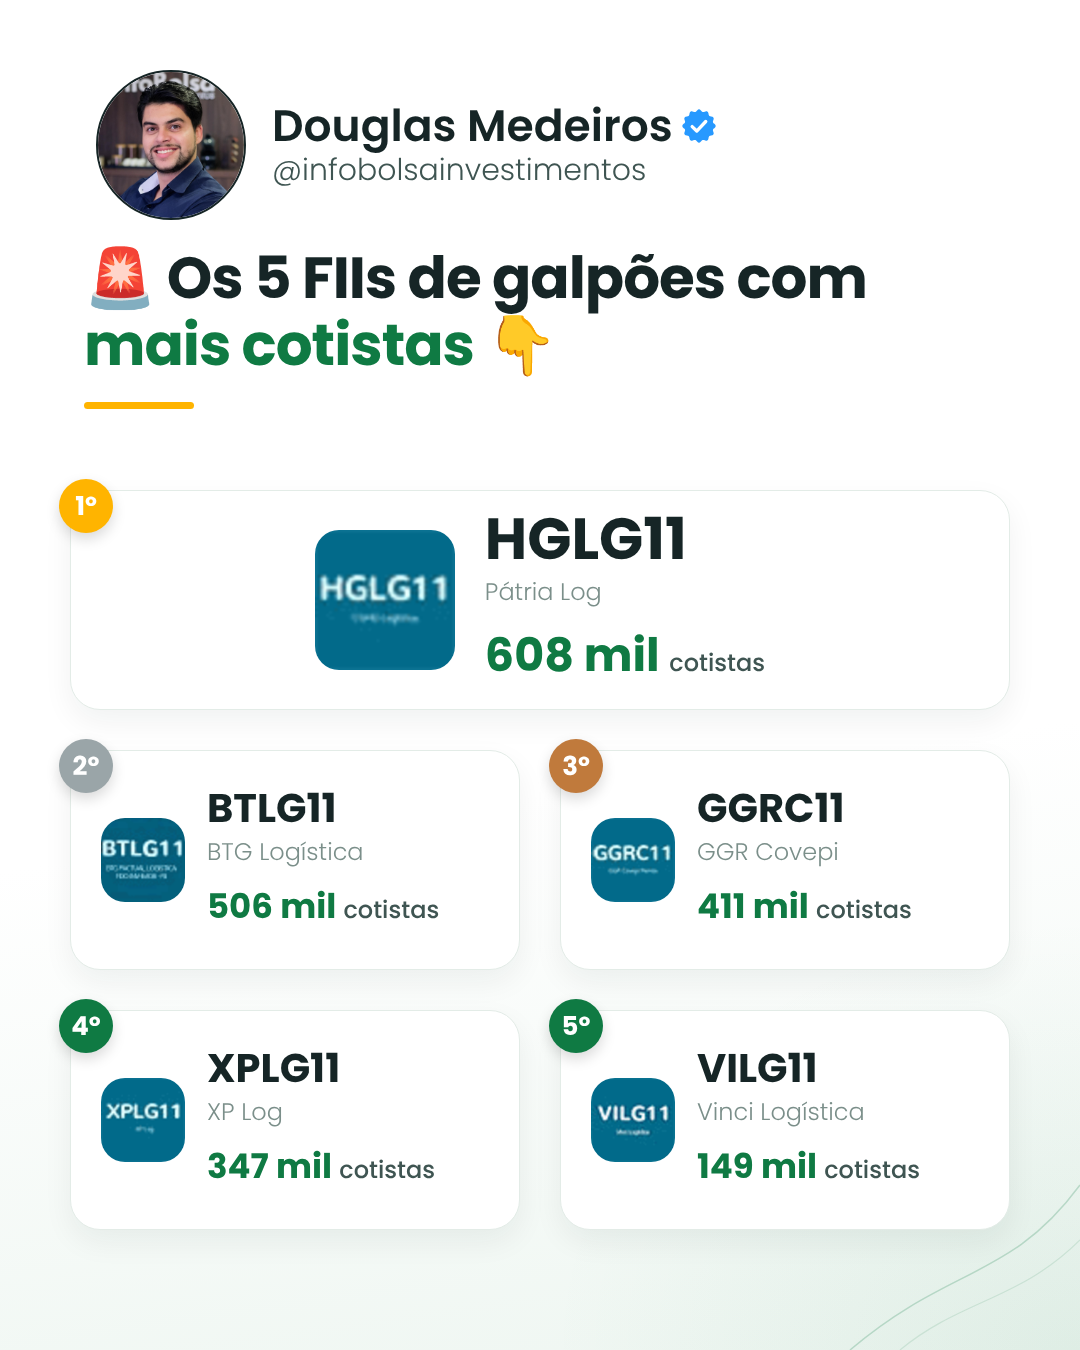 Douglas Medeiros
@infobolsainvestimentos
🚨 Os 5 FIIs de galpões com
mais cotistas 👇
1º
HGLG11
HGLG11
Pátria Log
608 mil cotistas
2º
BTLG11
BTLG11
BTG Logística
506 mil cotistas
3º
GGRC11
GGRC11
GGR Covepi
411 mil cotistas
4º
XPLG11
XPLG11
XP Log
347 mil cotistas
5º
VILG11
VILG11
Vinci Logística
149 mil cotistas